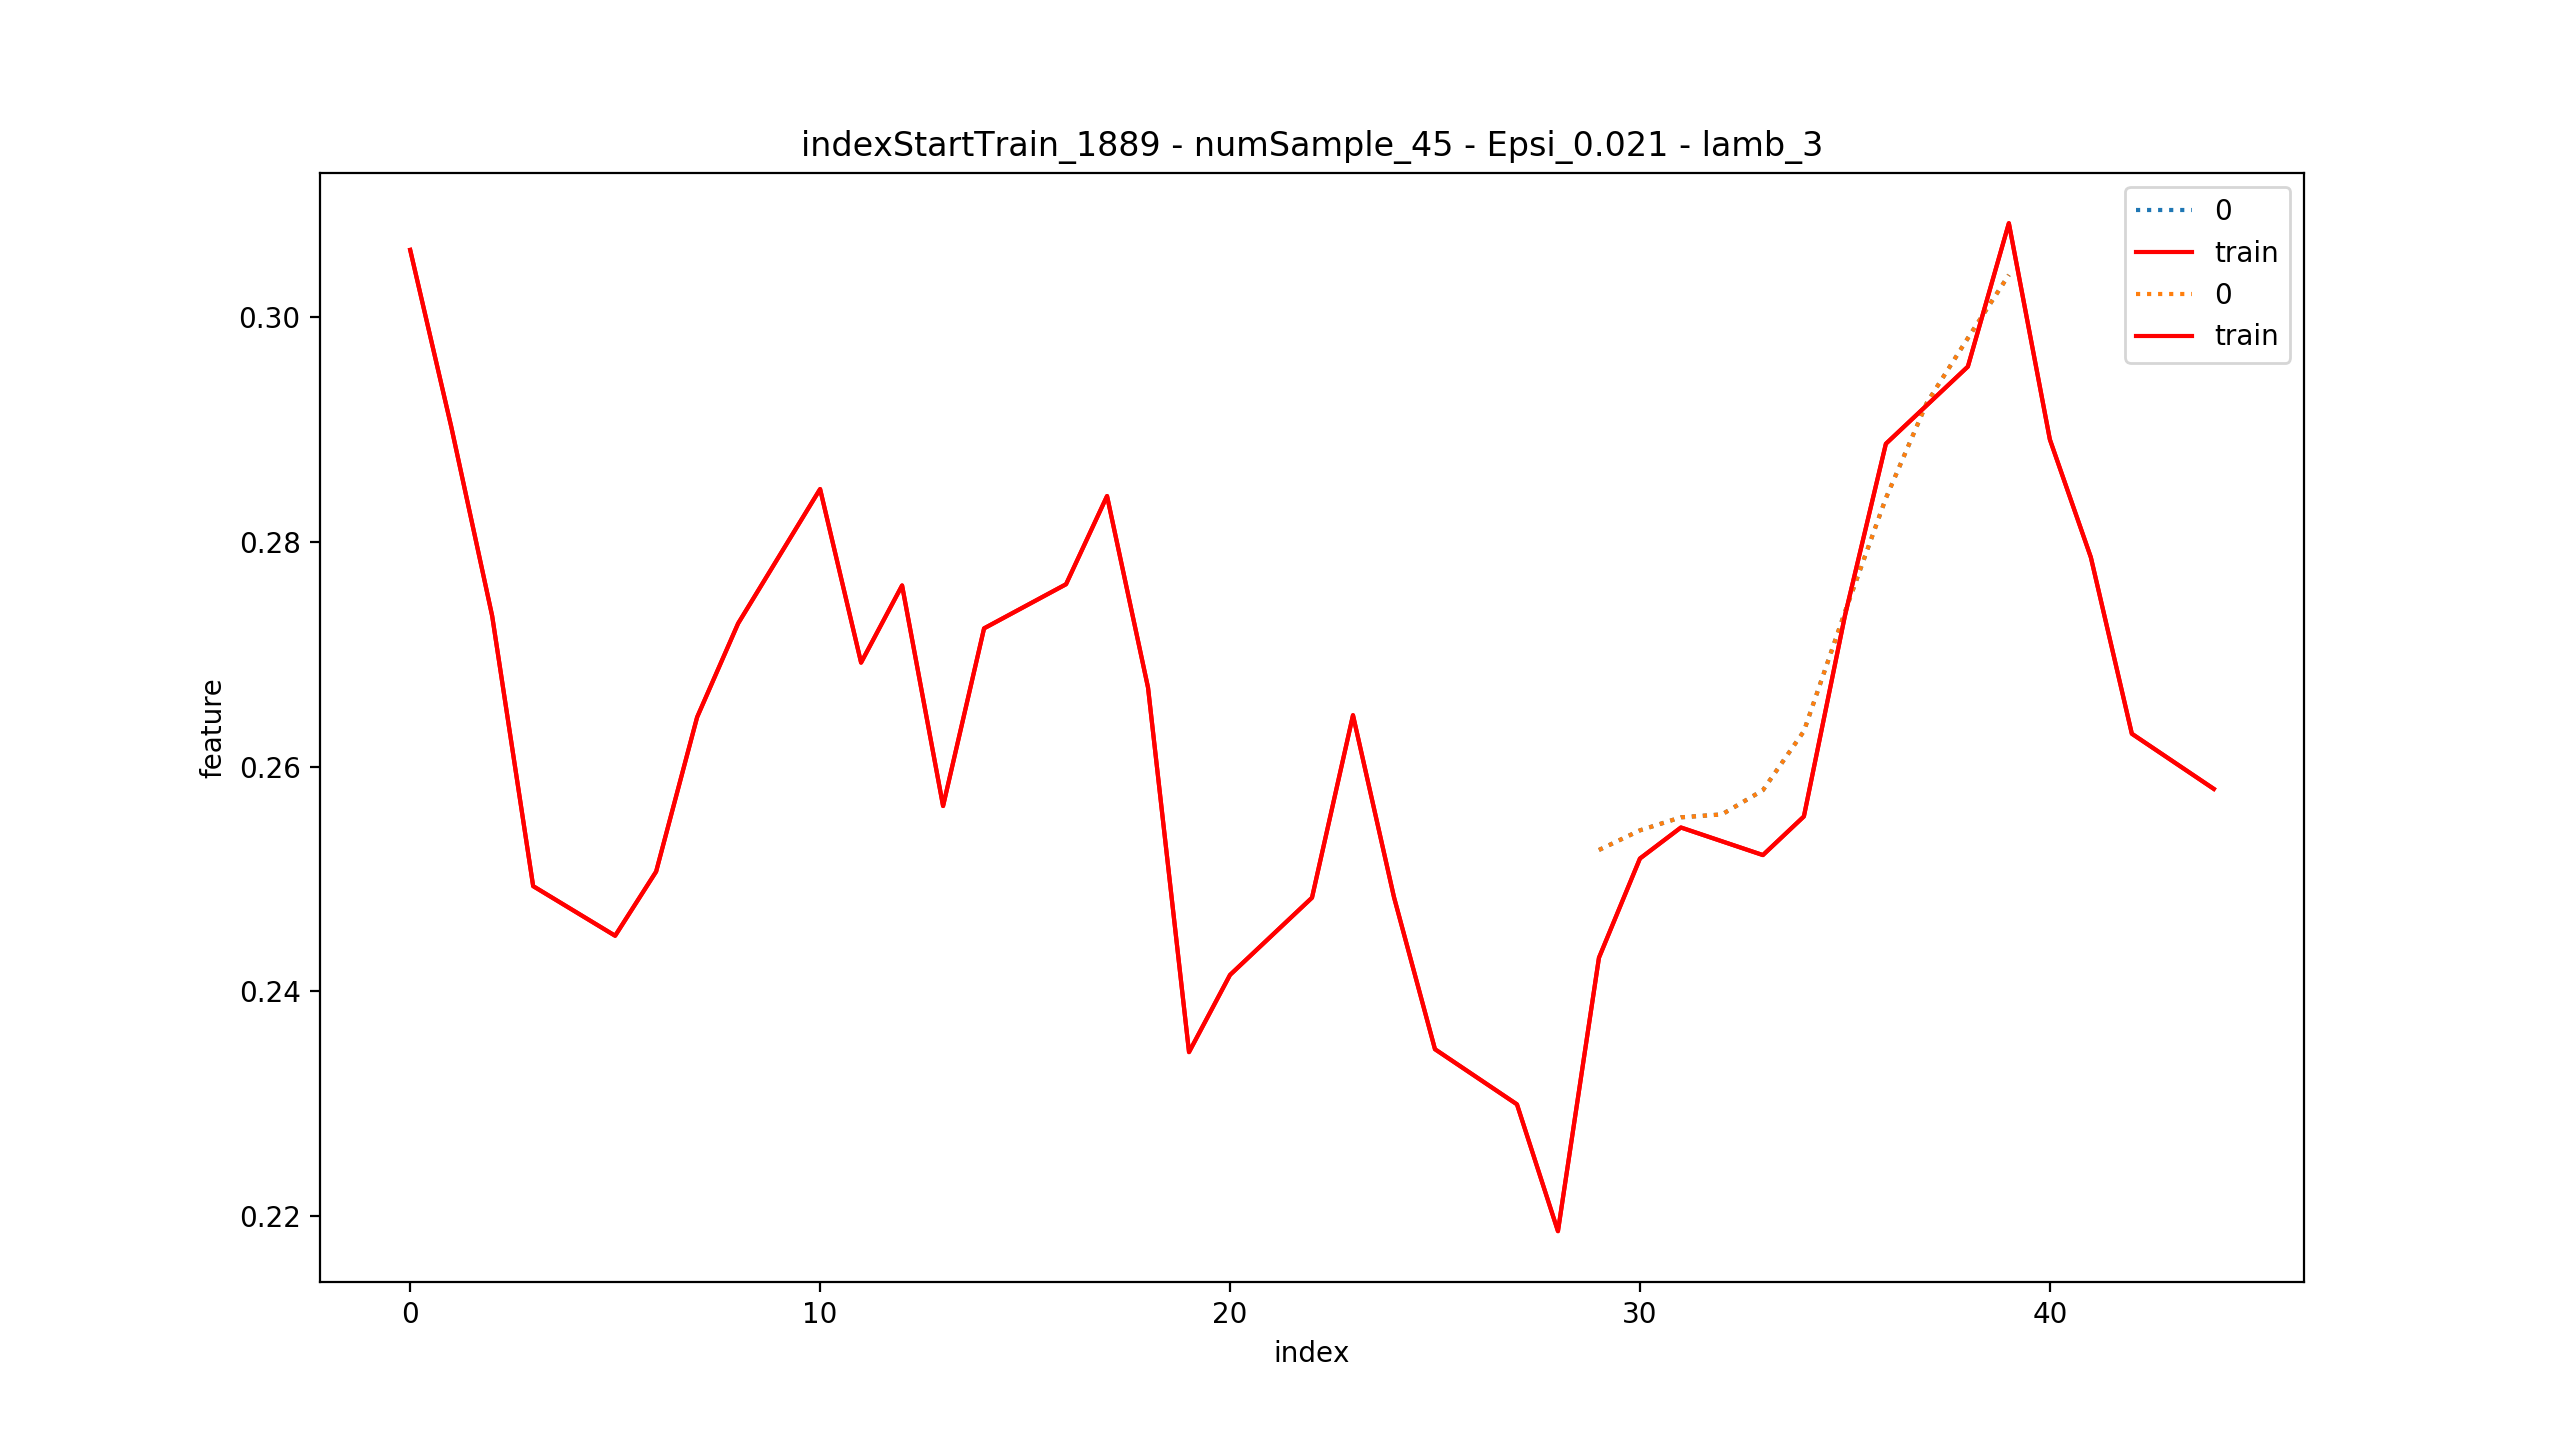 indexStartTrain_1889 - numSample_45 - Epsi_0.021 - lamb_3
0
train
0
train
0.30
0.28
0.26
0.24
0.22
feature
0 10 20 30 40
index